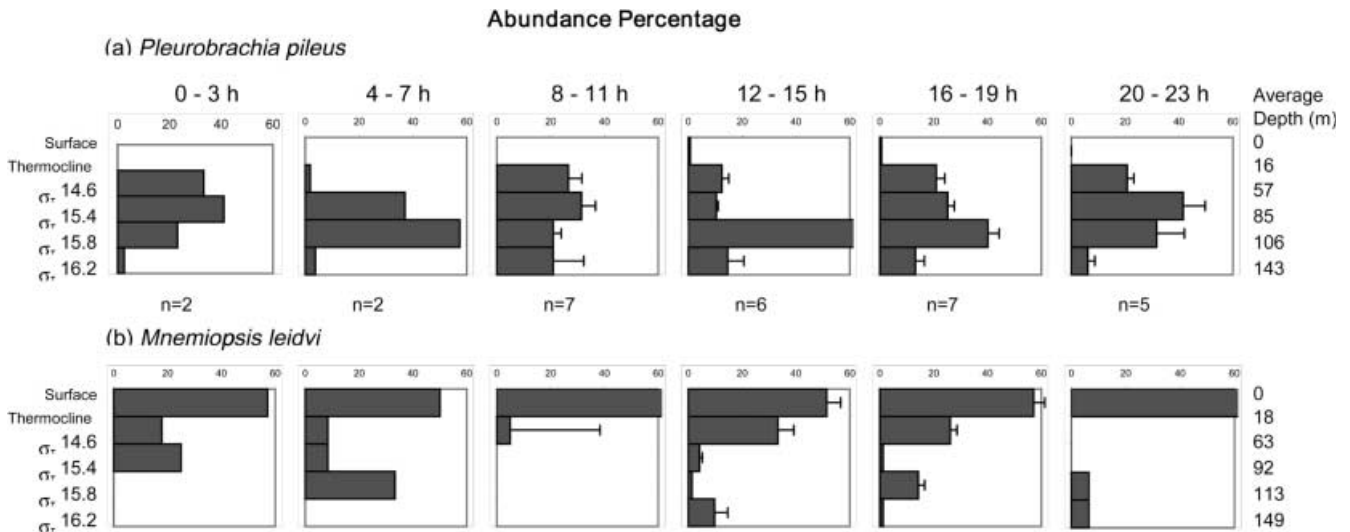 Abundance Percentage
(a) Pleurobrachia pileus
0 - 3 h 4 - 7 h 8 - 11 h 12 - 15 h 16 - 19 h 20 - 23 h Average
Depth (m)
0 20 40 60 0 20 40 60 0 20 40 60 0 20 40 60 0 20 40 60 0 20 40 60
Surface 0
Thermocline 16
σT 14.6 57
σT 15.4 85
σT 15.8 106
σT 16.2 143
n=2 n=2 n=7 n=6 n=7 n=5
(b) Mnemiopsis leidvi
0 20 40 60 0 20 40 60 0 20 40 60 0 20 40 60 0 20 40 60 0 20 40 60
Surface 0
Thermocline 18
σT 14.6 63
σT 15.4 92
σT 15.8 113
σT 16.2 149